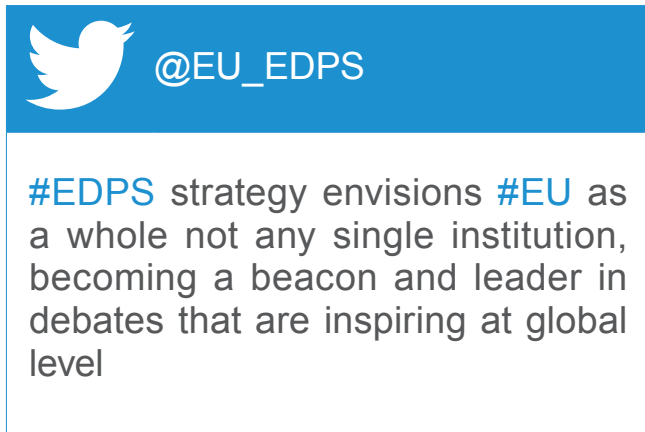 @EU_EDPS
#EDPS strategy envisions #EU as
a whole not any single institution,
becoming a beacon and leader in
debates that are inspiring at global
level